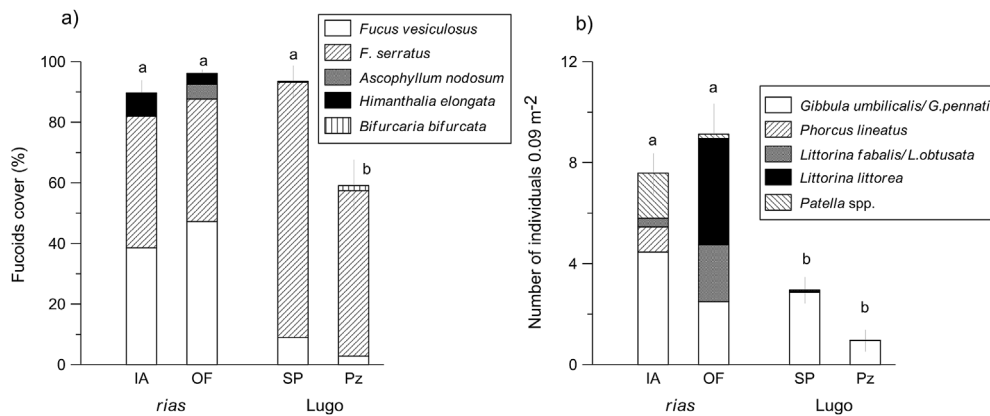 a)
Fucus vesiculosus
F. serratus
Ascophyllum nodosum
Himanthalia elongata
Bifurcaria bifurcata
100
80
60
40
20
0
Fucoids cover (%)
a
a
a
b
IA
OF
SP
Pz
rias
Lugo
b)
Gibbula umbilicalis/ G.pennati
Phorcus lineatus
Littorina fabalis/ L.obtusata
Littorina littorea
Patella spp.
12
8
4
0
Number of individuals 0.09 m-2
a
a
b
b
IA
OF
SP
Pz
rias
Lugo